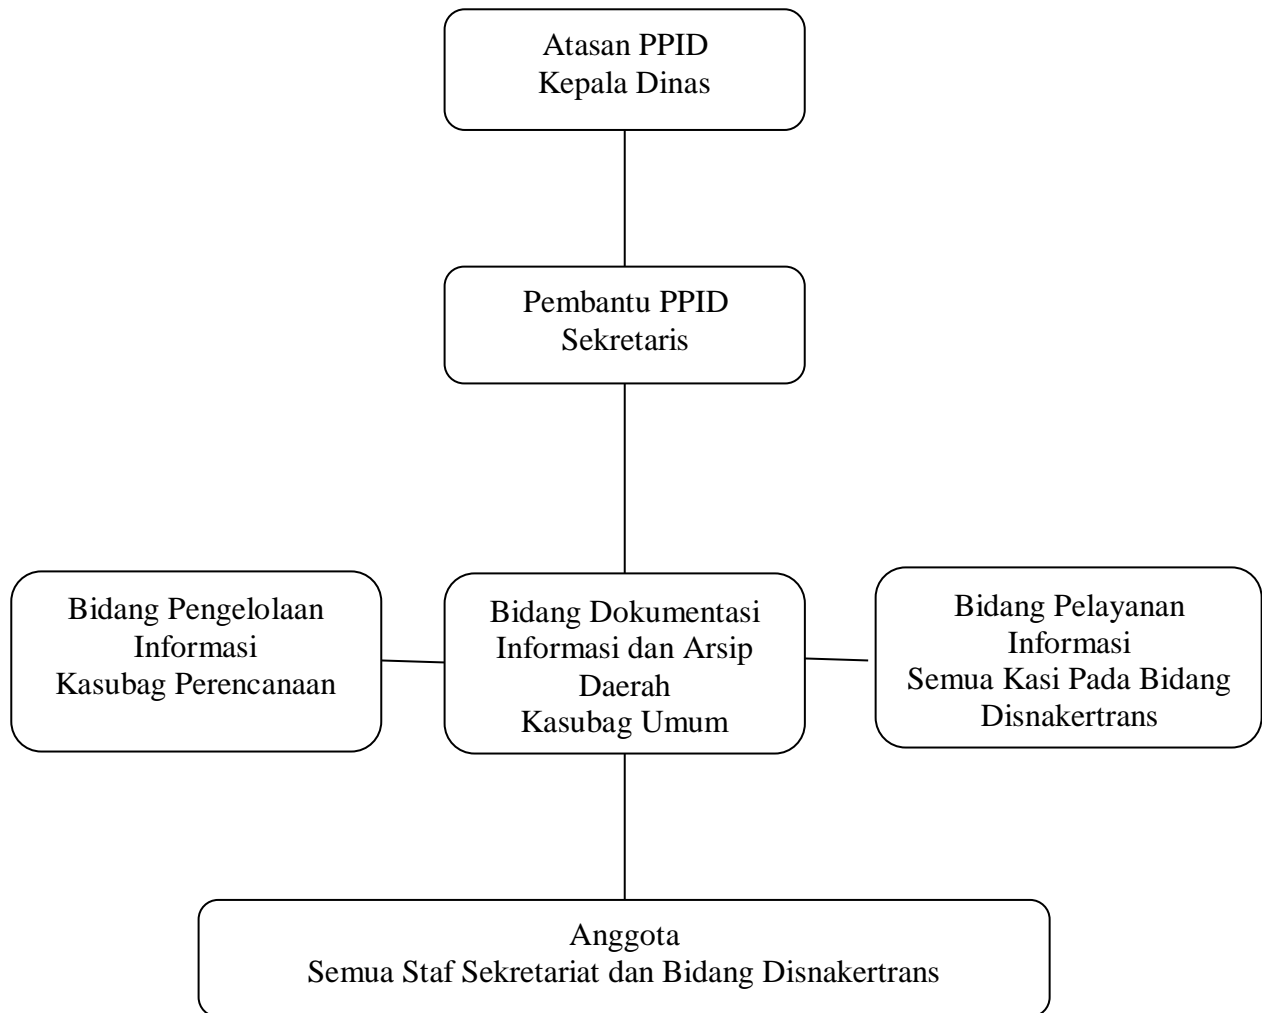 Atasan PPID
Kepala Dinas
Pembantu PPID
Sekretaris
Bidang Pengelolaan
Informasi
Kasubag Perencanaan
Bidang Dokumentasi
Informasi dan Arsip
Daerah
Kasubag Umum
Bidang Pelayanan
Informasi
Semua Kasi Pada Bidang
Disnakertrans
Anggota
Semua Staf Sekretariat dan Bidang Disnakertrans